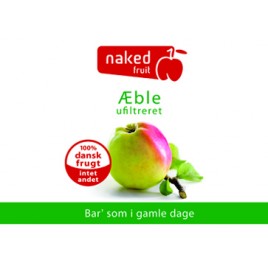 naked
fruit
Æble
ufiltreret
100%
dansk
frugt
intet
andet
Bar' som i gamle dage